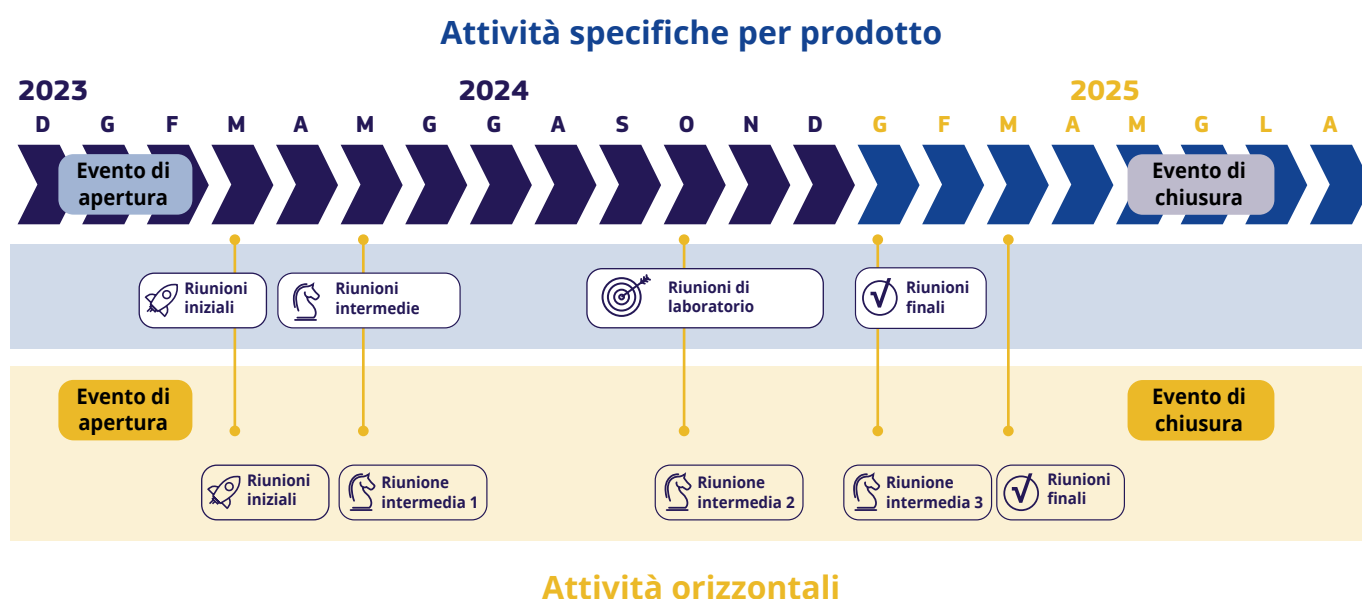 Attività specifiche per prodotto
2023 2024 2025
D G F M A M G G A S O N D G F M A M G L A
Evento di
apertura
Evento di
chiusura
Riunioni
iniziali
Riunioni
intermedie
Riunioni di
laboratorio
Riunioni
finali
Evento di
apertura
Evento di
chiusura
Riunioni
iniziali
Riunione
intermedia 1
Riunione
intermedia 2
Riunione
intermedia 3
Riunioni
finali
Attività orizzontali